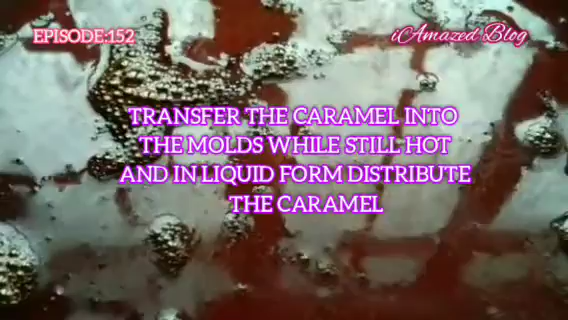 EPISODE:152
iAmazed Blog
TRANSFER THE CARAMEL INTO
THE MOLDS WHILE STILL HOT
AND IN LIQUID FORM DISTRIBUTE
THE CARAMEL